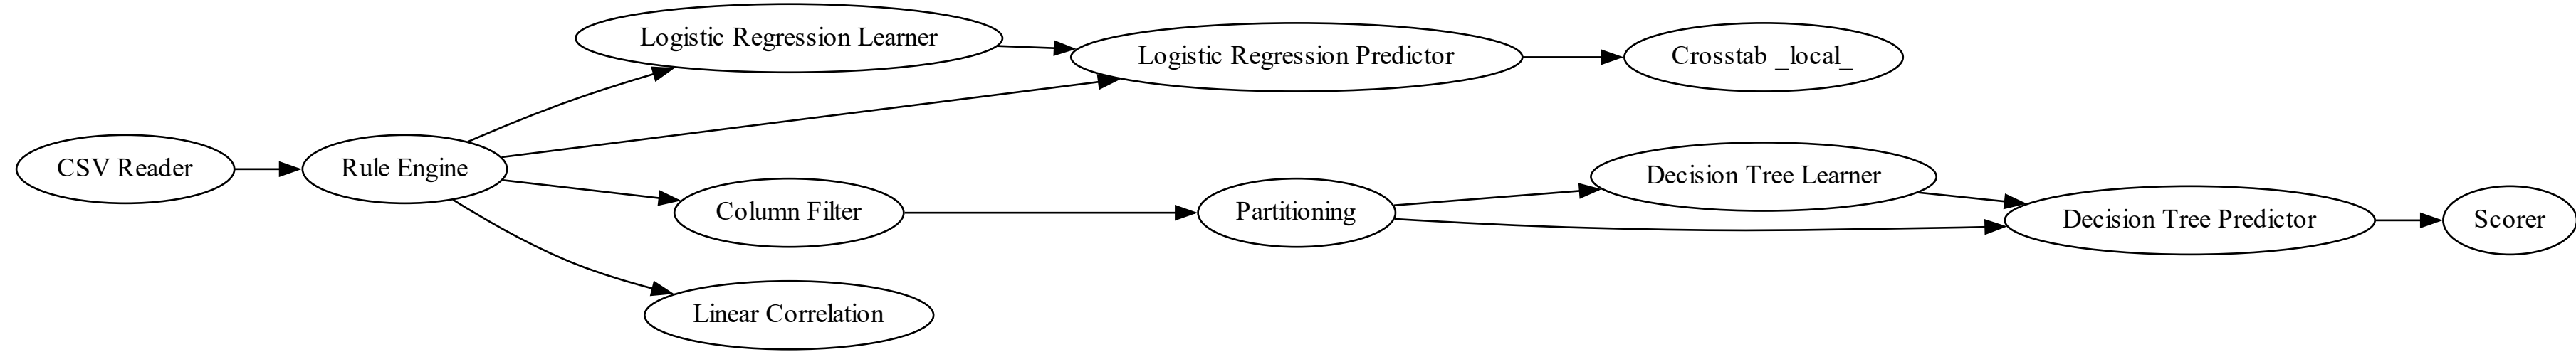 Logistic Regression Learner
Logistic Regression Predictor
Crosstab _local_
CSV Reader
Rule Engine
Decision Tree Learner
Column Filter
Partitioning
Decision Tree Predictor
Scorer
Linear Correlation